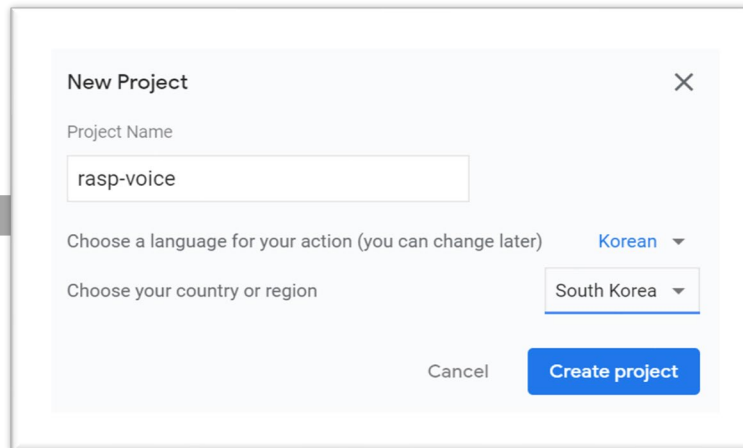 New Project
Project Name
rasp-voice
Choose a language for your action (you can change later) Korean
Choose your country or region South Korea
Cancel Create project